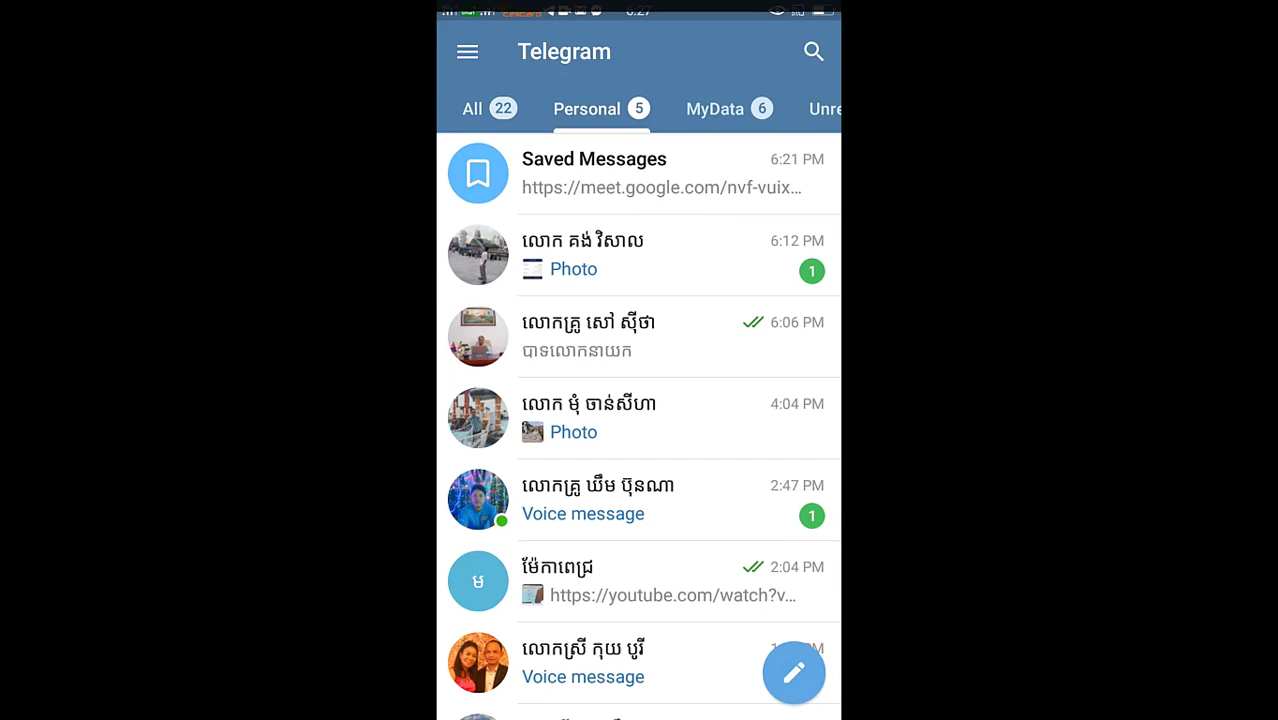 6:27
Telegram
All 22 Personal 5 MyData 6 Unre
Saved Messages 6:21 PM
https://meet.google.com/nvf-vuix...
លោក គង់ វិសាល 6:12 PM
Photo 1
លោកគ្រូ សៅ ស៊ីថា 6:06 PM
បាទលោកនាយក
លោក មុំ ចាន់សីហា 4:04 PM
Photo
លោកគ្រូ ឃឹម ប៊ុនណា 2:47 PM
Voice message 1
ម
ម៉ែកាពេជ្រ 2:04 PM
https://youtube.com/watch?v...
លោកស្រី កុយ បូរី
Voice message